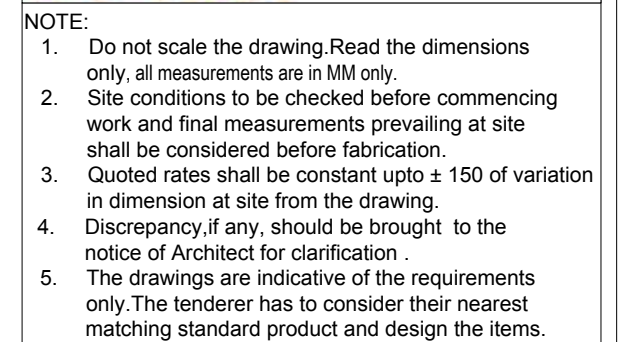 NOTE:
1. Do not scale the drawing.Read the dimensions
only, all measurements are in MM only.
2. Site conditions to be checked before commencing
work and final measurements prevailing at site
shall be considered before fabrication.
3. Quoted rates shall be constant upto ± 150 of variation
in dimension at site from the drawing.
4. Discrepancy,if any, should be brought to the
notice of Architect for clarification .
5. The drawings are indicative of the requirements
only.The tenderer has to consider their nearest
matching standard product and design the items.